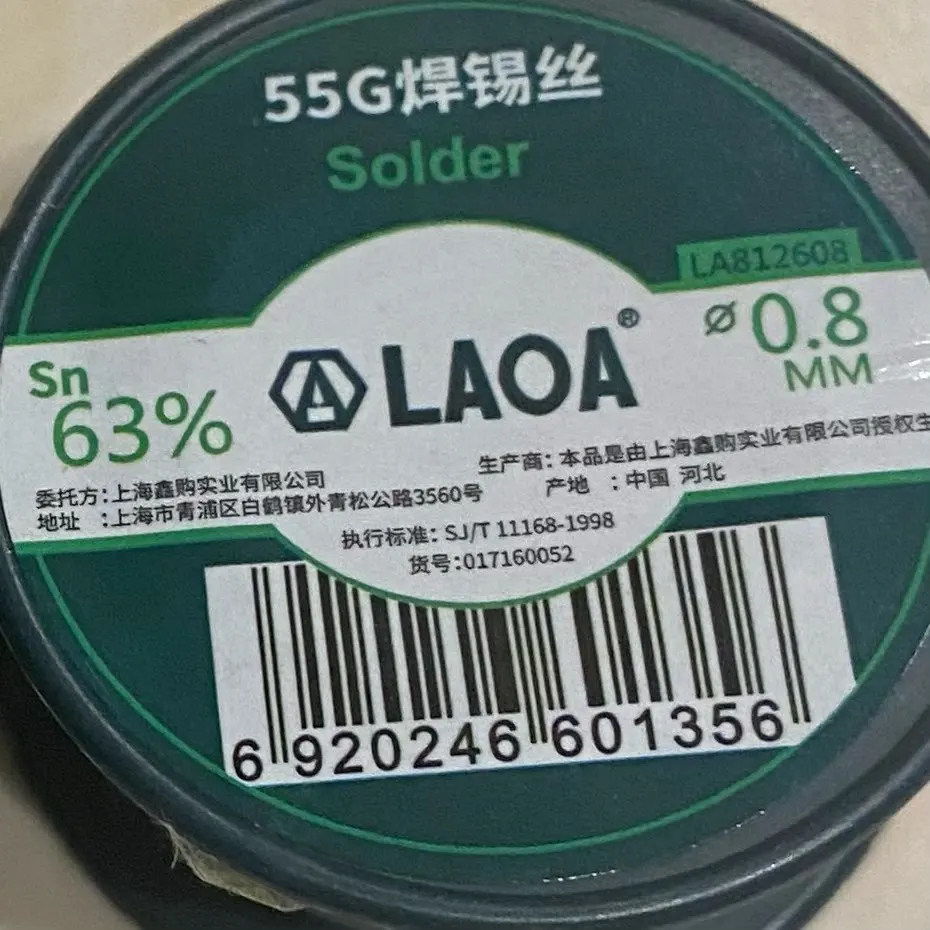 55G焊锡丝
Solder
LA812608
Sn
63%
LAOA®
⌀0.8
MM
委托方：上海鑫购实业有限公司
地址　：上海市青浦区白鹤镇外青松公路3560号
生产商：本品是由上海鑫购实业有限公司授权生
产地　：中国 河北
执行标准：SJ/T 11168-1998
货号：017160052
6 920246 601356